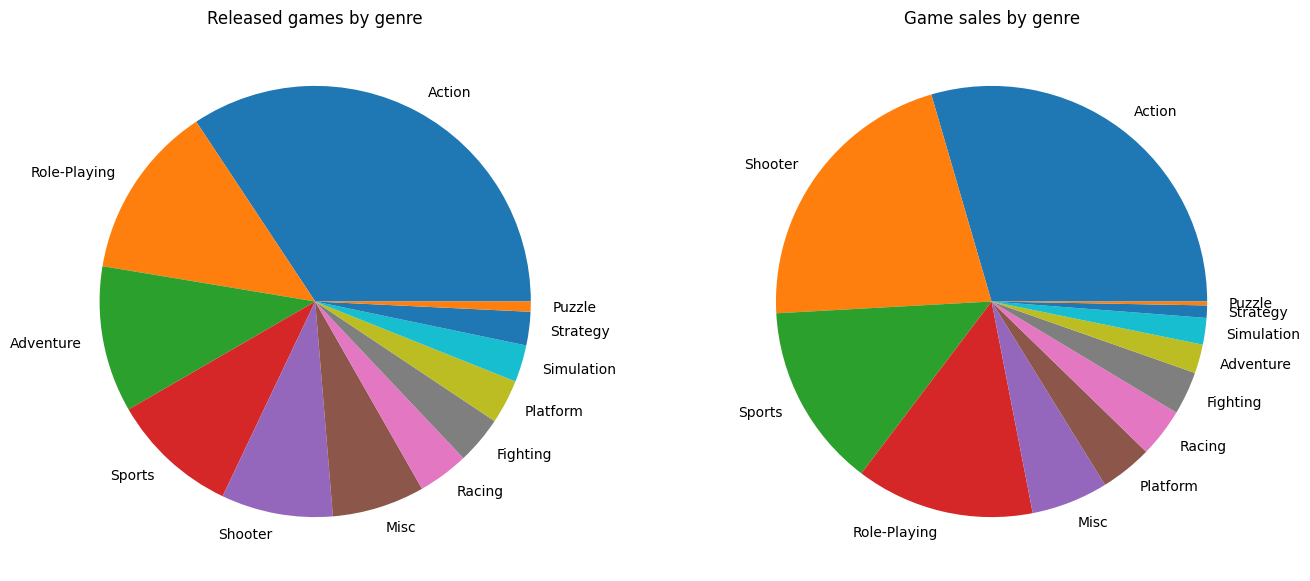 Released games by genre
Action
Role-Playing
Adventure
Sports
Shooter
Misc
Racing
Fighting
Platform
Simulation
Strategy
Puzzle
Game sales by genre
Action
Shooter
Sports
Role-Playing
Misc
Platform
Racing
Fighting
Adventure
Simulation
Strategy
Puzzle